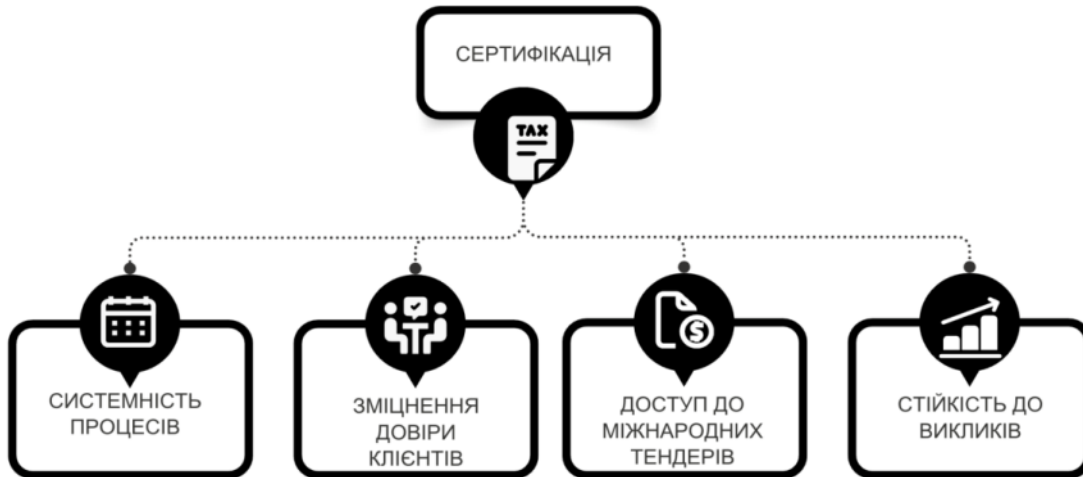 СЕРТИФІКАЦІЯ
TAX
$
СИСТЕМНІСТЬ
ПРОЦЕСІВ
ЗМІЦНЕННЯ
ДОВІРИ
КЛІЄНТІВ
ДОСТУП ДО
МІЖНАРОДНИХ
ТЕНДЕРІВ
СТІЙКІСТЬ ДО
ВИКЛИКІВ